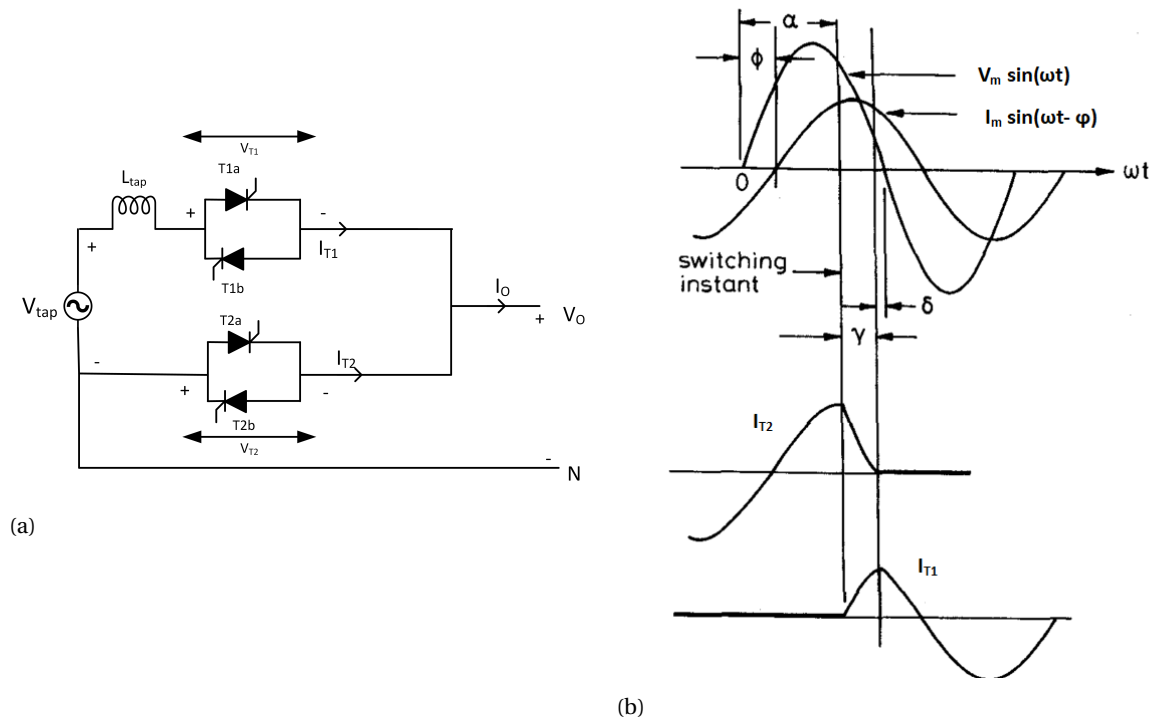 V_T1
T1a
L_tap
+
-
+
I_T1
T1b
V_tap
I_O
+
V_O
T2a
-
I_T2
+
-
T2b
V_T2
-
N
(a)
α
ϕ
V_m sin(ωt)
I_m sin(ωt- φ)
0
ωt
switching
instant
δ
γ
I_T2
I_T1
(b)